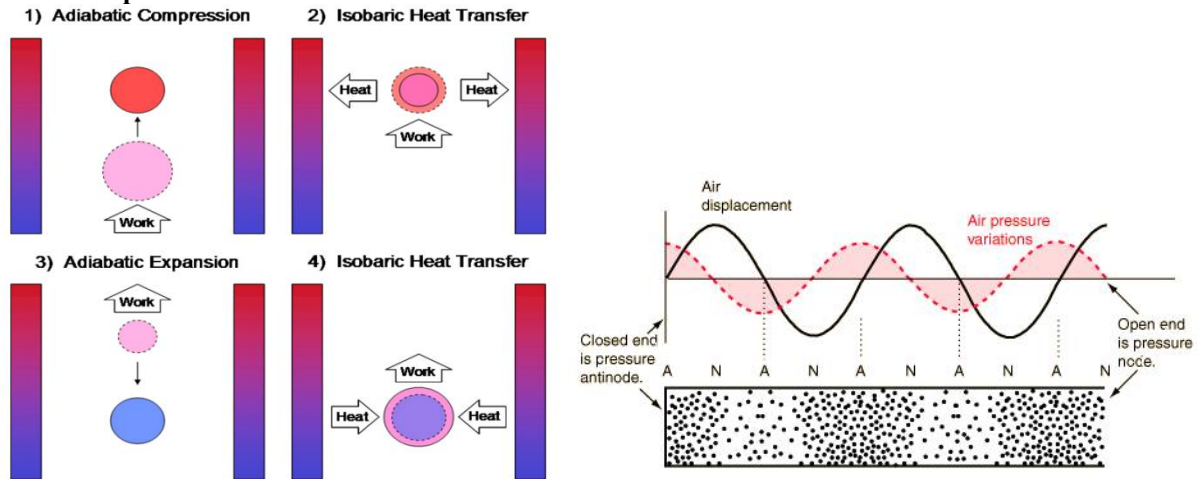 1) Adiabatic Compression
2) Isobaric Heat Transfer
Work
Heat
Heat
Work
3) Adiabatic Expansion
4) Isobaric Heat Transfer
Work
Work
Heat
Heat
Air
displacement
Air pressure
variations
Closed end
is pressure
antinode.
Open end
is pressure
node.
A N A N A N A N A N